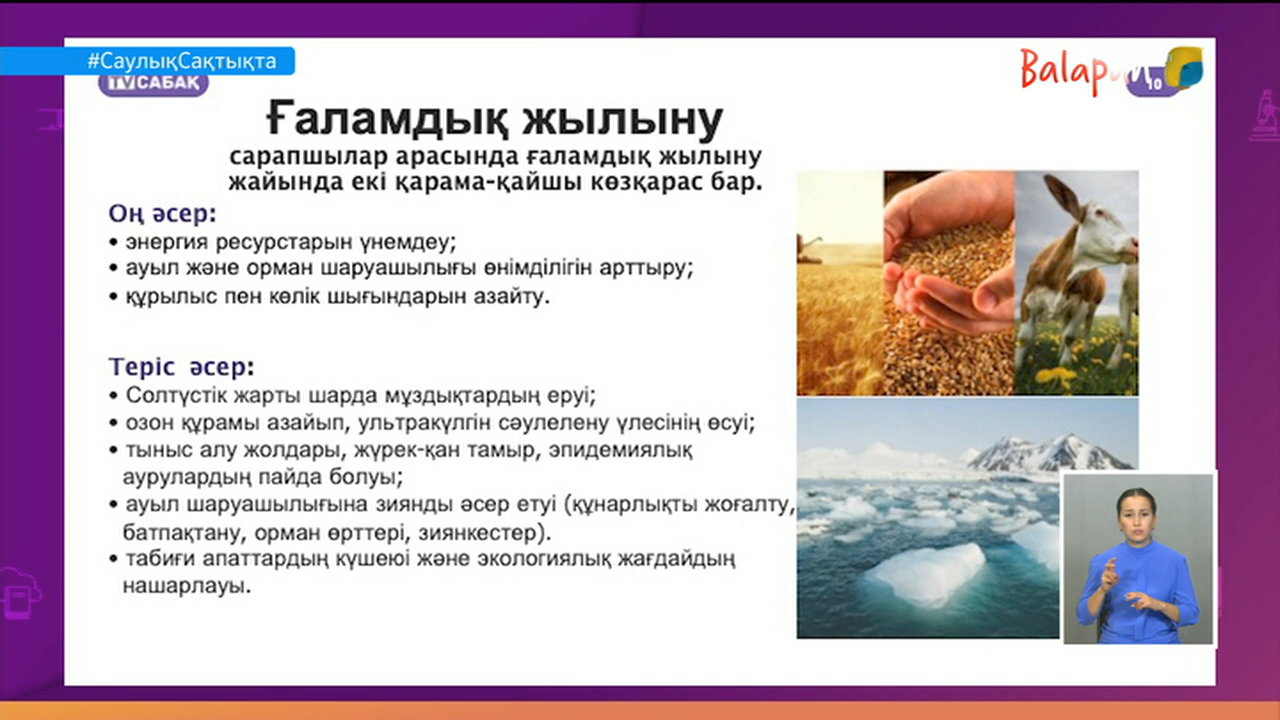 #СаулықСақтықта
TVСАБАҚ
Balapan
10
Ғаламдық жылыну
сарапшылар арасында ғаламдық жылыну
жайында екі қарама-қайшы көзқарас бар.
Оң әсер:
• энергия ресурстарын үнемдеу;
• ауыл және орман шаруашылығы өнімділігін арттыру;
• құрылыс пен көлік шығындарын азайту.
Теріс әсер:
• Солтүстік жарты шарда мұздықтардың еруі;
• озон құрамы азайып, ультракүлгін сәулелену үлесінің өсуі;
• тыныс алу жолдары, жүрек-қан тамыр, эпидемиялық
аурулардың пайда болуы;
• ауыл шаруашылығына зиянды әсер етуі (құнарлықты жоғалту,
батпақтану, орман өрттері, зиянкестер).
• табиғи апаттардың күшеюі және экологиялық жағдайдың
нашарлауы.